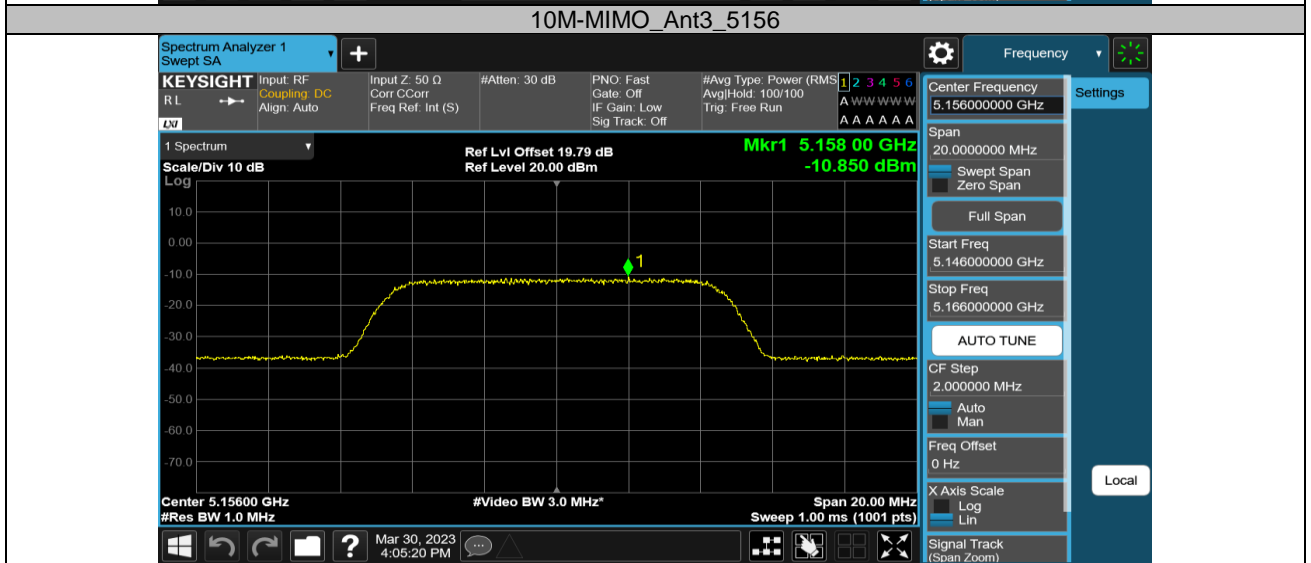 10M-MIMO_Ant3_5156
Spectrum Analyzer 1
Swept SA
Frequency
KEYSIGHT
R L
LXI
Input: RF
Coupling: DC
Align: Auto
Input Z: 50 Ω
Corr CCorr
Freq Ref: Int (S)
#Atten: 30 dB
PNO: Fast
Gate: Off
IF Gain: Low
Sig Track: Off
#Avg Type: Power (RMS
Avg|Hold: 100/100
Trig: Free Run
1 2 3 4 5 6
A W W W W W
A A A A A A
1 Spectrum
Scale/Div 10 dB
Log
Ref Lvl Offset 19.79 dB
Ref Level 20.00 dBm
Mkr1 5.158 00 GHz
-10.850 dBm
10.0
0.00
-10.0
-20.0
-30.0
-40.0
-50.0
-60.0
-70.0
1
Center 5.15600 GHz
#Res BW 1.0 MHz
#Video BW 3.0 MHz*
Span 20.00 MHz
Sweep 1.00 ms (1001 pts)
Center Frequency
5.156000000 GHz
Settings
Span
20.0000000 MHz
Swept Span
Zero Span
Full Span
Start Freq
5.146000000 GHz
Stop Freq
5.166000000 GHz
AUTO TUNE
CF Step
2.000000 MHz
Auto
Man
Freq Offset
0 Hz
X Axis Scale
Log
Lin
Local
Signal Track
(Span Zoom)
?
Mar 30, 2023
4:05:20 PM